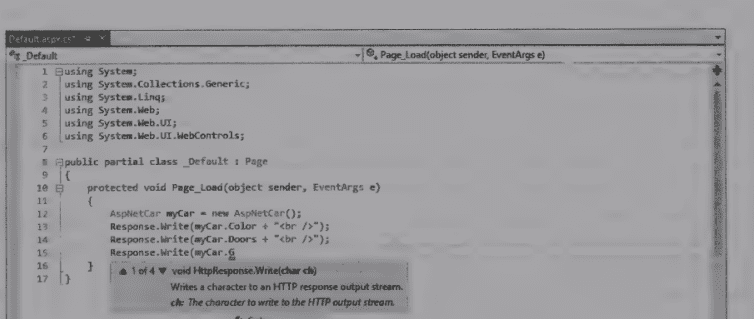 Default.aspx.cs*
_Default
Page_Load(object sender, EventArgs e)
1 using System;
2 using System.Collections.Generic;
3 using System.Linq;
4 using System.Web;
5 using System.Web.UI;
6 using System.Web.UI.WebControls;
7
8 public partial class _Default : Page
9 {
10 protected void Page_Load(object sender, EventArgs e)
11 {
12 AspNetCar myCar = new AspNetCar();
13 Response.Write(myCar.Color + "<br />");
14 Response.Write(myCar.Doors + "<br />");
15 Response.Write(myCar.G
16 }
▲ 1 of 4 ▼ void HttpResponse.Write(char ch)
17 }
Writes a character to an HTTP response output stream.
ch: The character to write to the HTTP output stream.